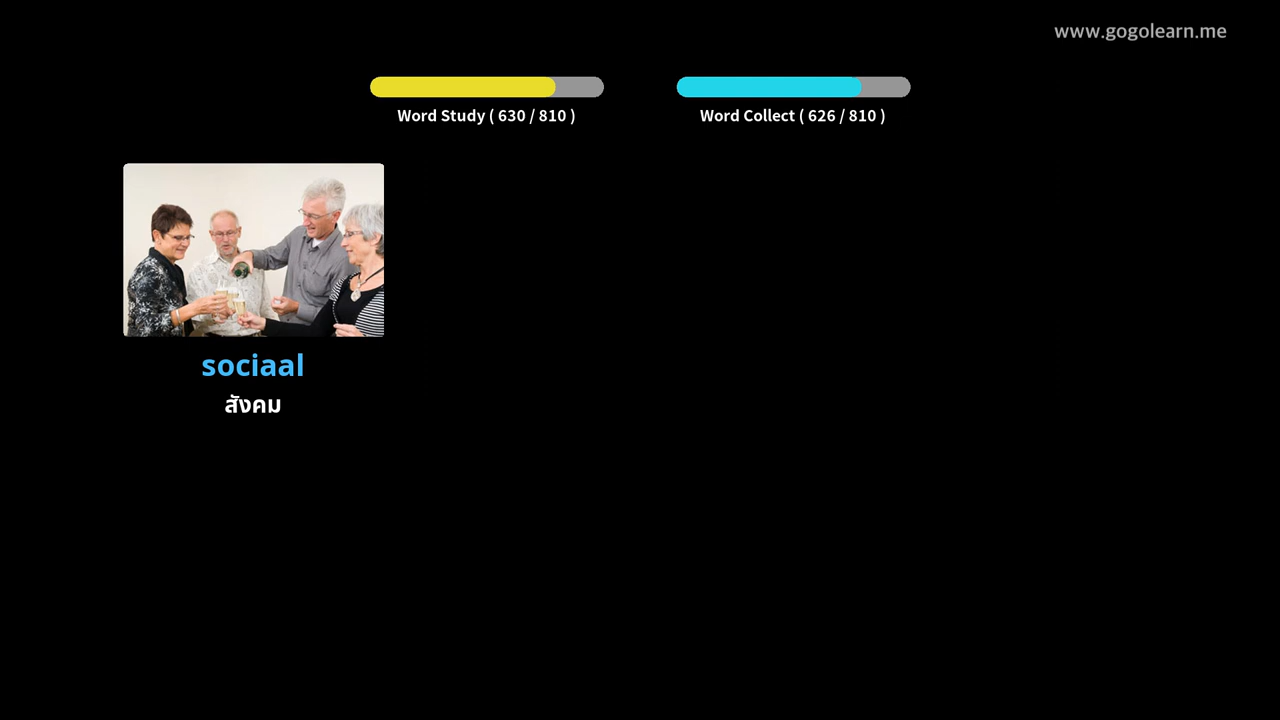 www.gogolearn.me
Word Study ( 630 / 810 )
Word Collect ( 626 / 810 )
sociaal
สังคม